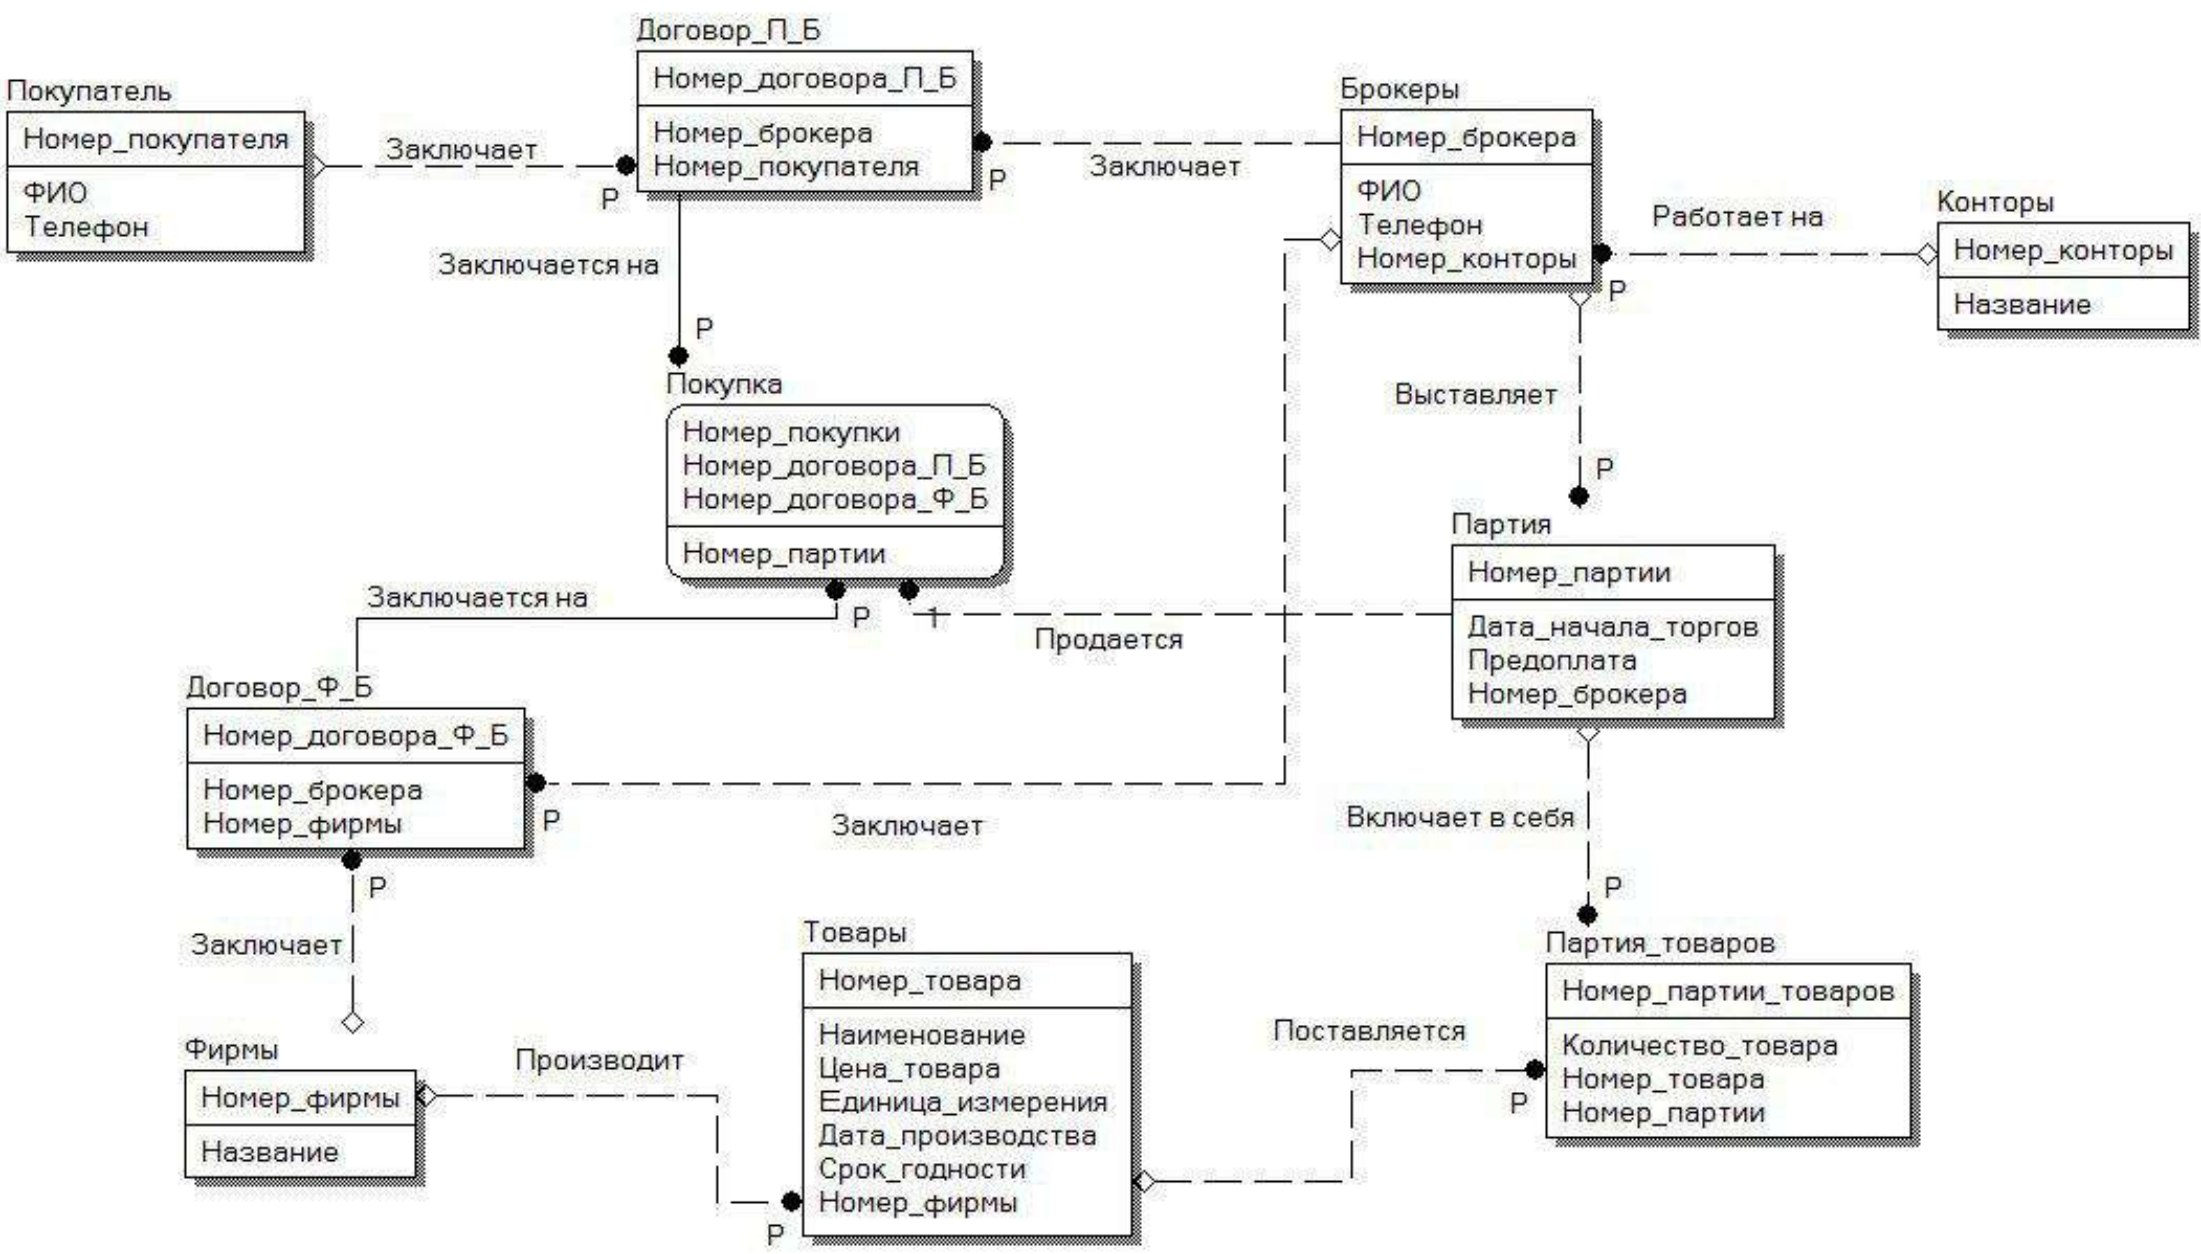 Договор_П_Б
Номер_договора_П_Б
Номер_брокера
Номер_покупателя
Покупатель
Номер_покупателя
ФИО
Телефон
Заключает
P
Заключает
P
Брокеры
Номер_брокера
ФИО
Телефон
Номер_конторы
Работает на
P
Конторы
Номер_конторы
Название
Заключается на
P
Покупка
Номер_покупки
Номер_договора_П_Б
Номер_договора_Ф_Б
Номер_партии
Выставляет
P
Партия
Номер_партии
Дата_начала_торгов
Предоплата
Номер_брокера
Заключается на
P
1
Продается
Договор_Ф_Б
Номер_договора_Ф_Б
Номер_брокера
Номер_фирмы
P
Заключает
Включает в себя
P
P
Заключает
Фирмы
Номер_фирмы
Название
Производит
P
Товары
Номер_товара
Наименование
Цена_товара
Единица_измерения
Дата_производства
Срок_годности
Номер_фирмы
Поставляется
P
Партия_товаров
Номер_партии_товаров
Количество_товара
Номер_товара
Номер_партии